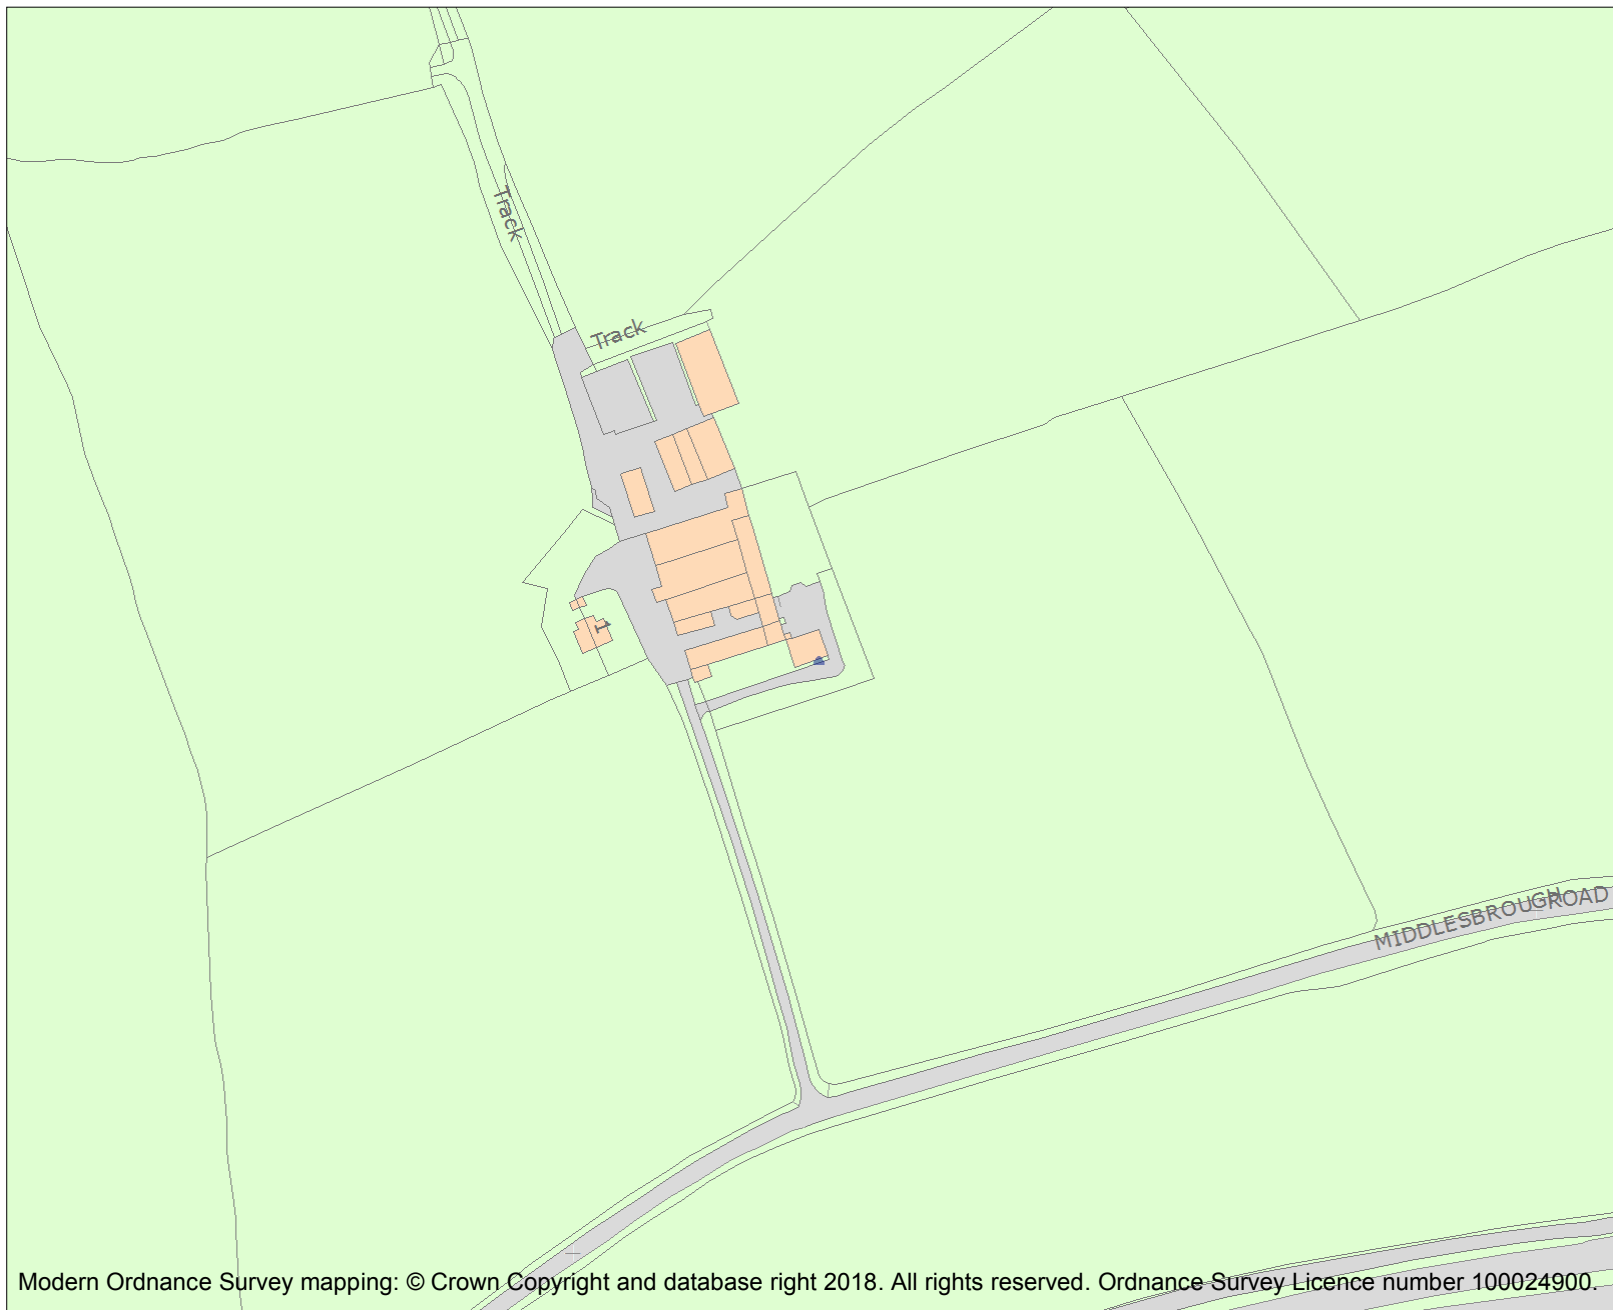 Track
Track
1
MIDDLESBROUGH ROAD
Modern Ordnance Survey mapping: © Crown Copyright and database right 2018. All rights reserved. Ordnance Survey Licence number 100024900.